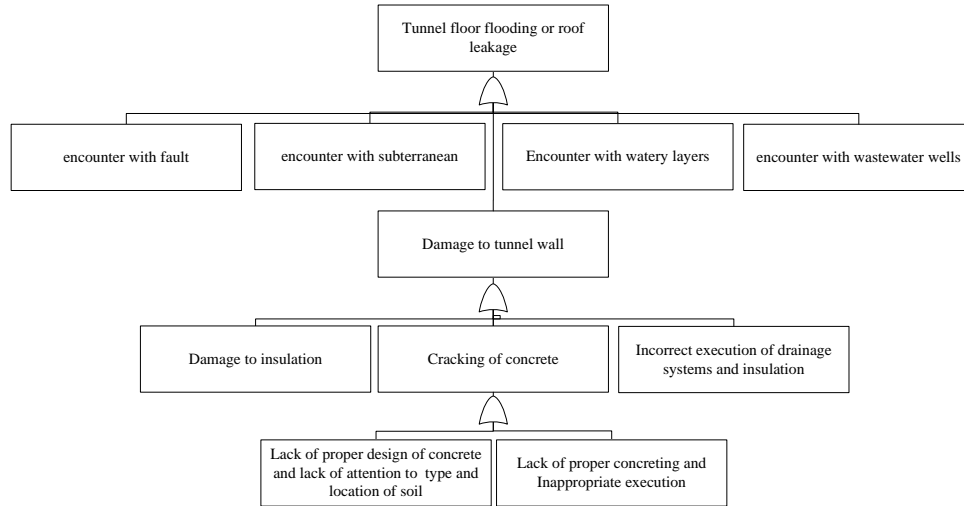 Tunnel floor flooding or roof
leakage
encounter with fault
encounter with subterranean
Encounter with watery layers
encounter with wastewater wells
Damage to tunnel wall
Damage to insulation
Cracking of concrete
Incorrect execution of drainage
systems and insulation
Lack of proper design of concrete
and lack of attention to type and
location of soil
Lack of proper concreting and
Inappropriate execution